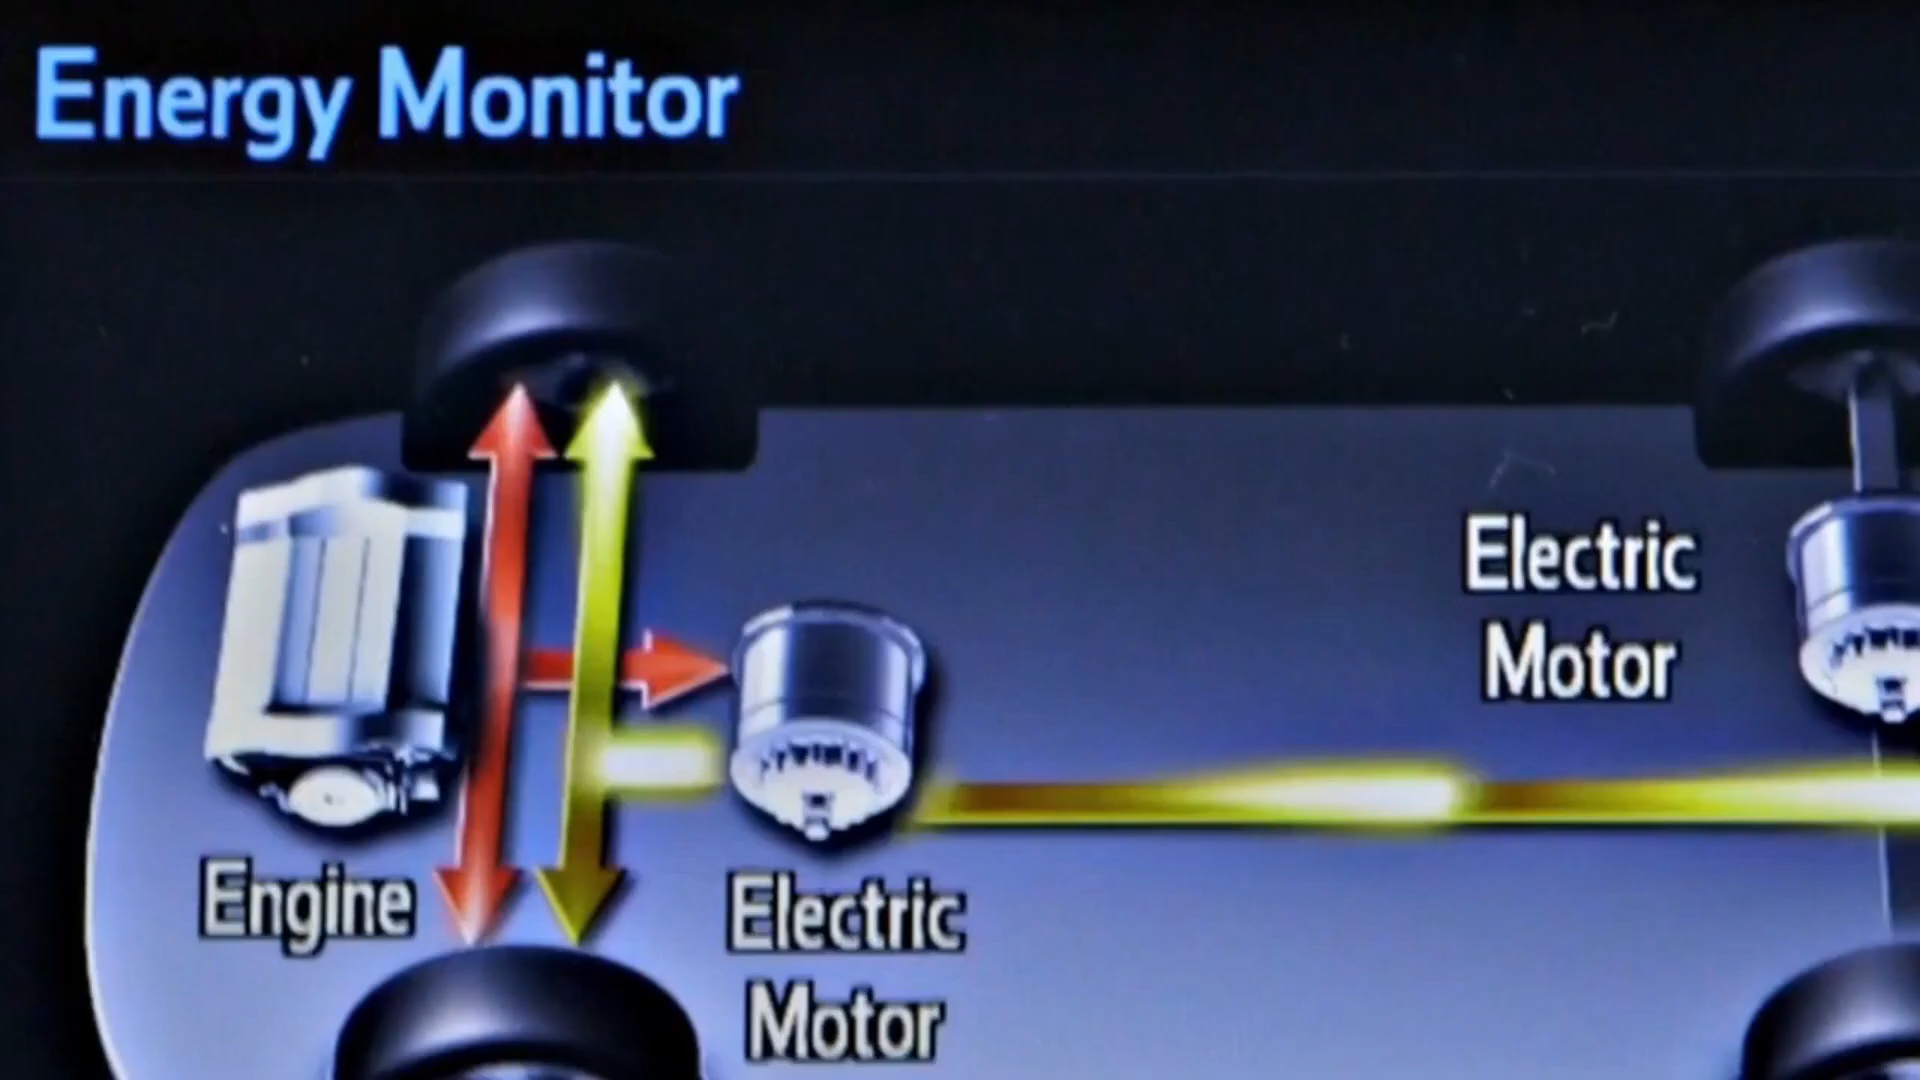 Energy Monitor
Electric
Motor
Engine
Electric
Motor